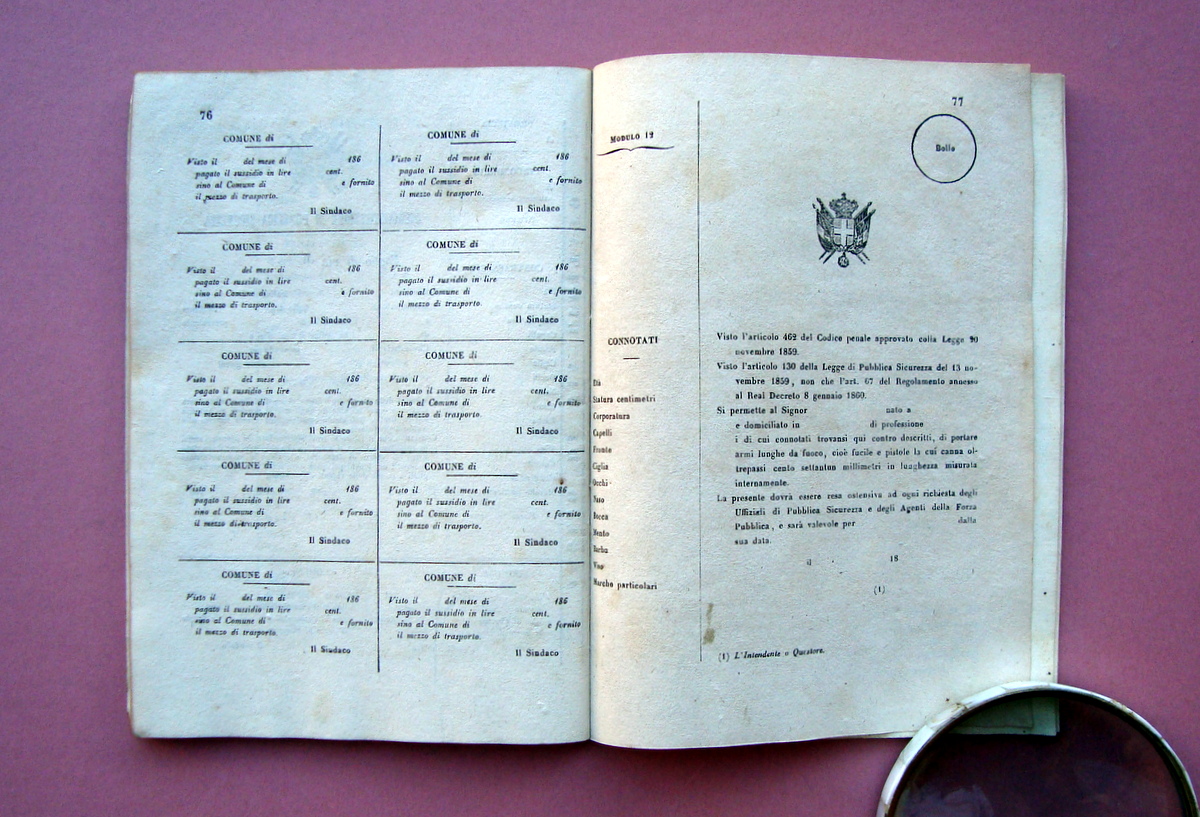 76
COMUNE di
Visto il del mese di 186
pagato il sussidio in lire cent.
sino al Comune di e fornito
il mezzo di trasporto.
Il Sindaco
COMUNE di
Visto il del mese di 186
pagato il sussidio in lire cent.
sino al Comune di e fornito
il mezzo di trasporto.
Il Sindaco
COMUNE di
Visto il del mese di 186
pagato il sussidio in lire cent.
sino al Comune di e fornito
il mezzo di trasporto.
Il Sindaco
COMUNE di
Visto il del mese di 186
pagato il sussidio in lire cent.
sino al Comune di e fornito
il mezzo di trasporto.
Il Sindaco
COMUNE di
Visto il del mese di 186
pagato il sussidio in lire cent.
sino al Comune di e fornito
il mezzo di trasporto.
Il Sindaco
COMUNE di
Visto il del mese di 186
pagato il sussidio in lire cent.
sino al Comune di e fornito
il mezzo di trasporto.
Il Sindaco
COMUNE di
Visto il del mese di 186
pagato il sussidio in lire cent.
sino al Comune di e fornito
il mezzo di trasporto.
Il Sindaco
COMUNE di
Visto il del mese di 186
pagato il sussidio in lire cent.
sino al Comune di e fornito
il mezzo di trasporto.
Il Sindaco
COMUNE di
Visto il del mese di 186
pagato il sussidio in lire cent.
sino al Comune di e fornito
il mezzo di trasporto.
Il Sindaco
COMUNE di
Visto il del mese di 186
pagato il sussidio in lire cent.
sino al Comune di e fornito
il mezzo di trasporto.
Il Sindaco
77
MODULO 12
Bollo
CONNOTATI
Età
Statura centimetri
Corporatura
Capelli
Fronte
Ciglia
Occhi
Naso
Bocca
Mento
Barba
Viso
Marche particolari
Visto l'articolo 462 del Codice penale approvato colla Legge 20
novembre 1859.
Visto l'articolo 130 della Legge di Pubblica Sicurezza del 13 no-
vembre 1859, non che l'art. 67 del Regolamento annesso
al Real Decreto 8 gennaio 1860.
Si permette al Signor nato a
e domiciliato in di professione
i di cui connotati trovansi qui contro descritti, di portare
armi lunghe da fuoco, cioè fucile e pistole la cui canna ol-
trepassi cento settantun millimetri in lunghezza misurata
internamente.
La presente dovrà essere resa ostensiva ad ogni richiesta degli
Uffizieli di Pubblica Sicurezza e degli Agenti della Forza
Pubblica, e sarà valevole per dalla
sua data.
il 18
(1)
(1) L'Intendente o Questore.